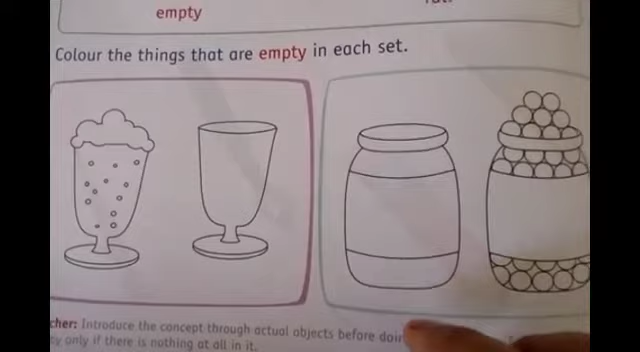 empty
Colour the things that are empty in each set.
cher: Introduce the concept through actual objects before doin
only if there is nothing at all in it.